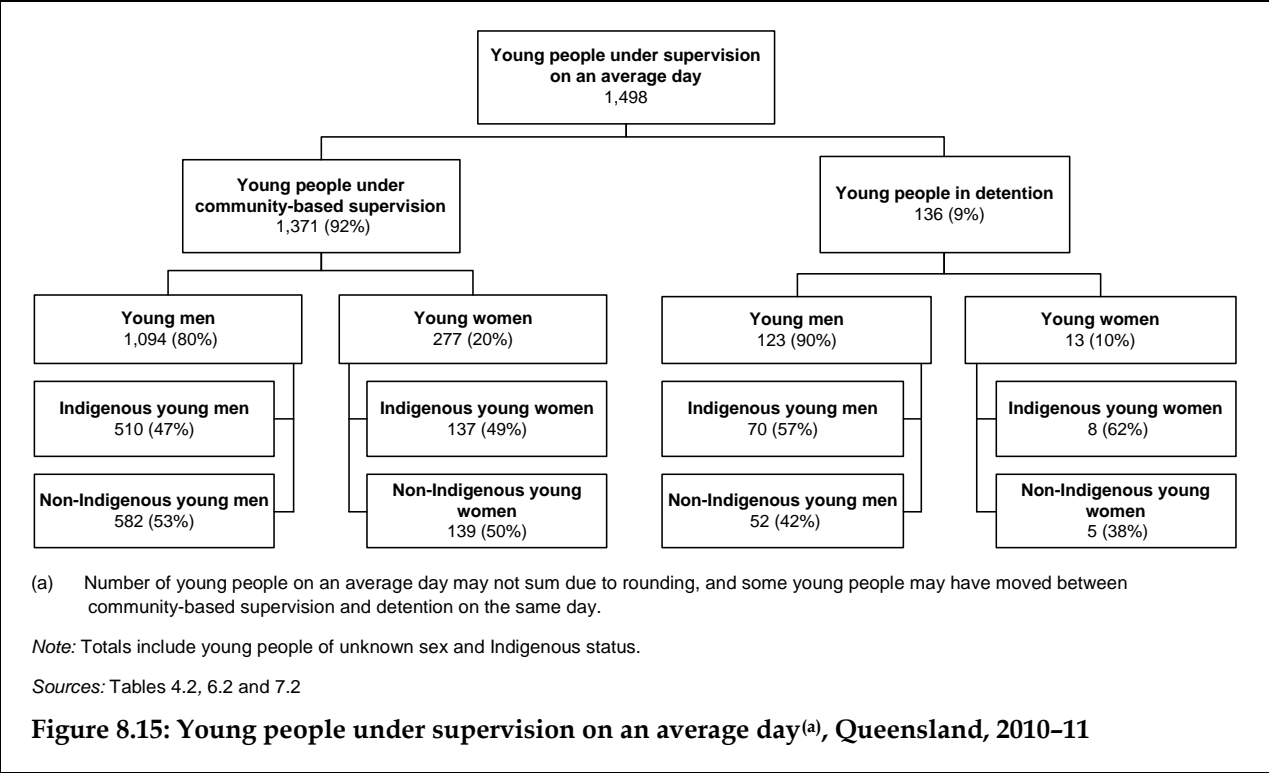 Young people under supervision
on an average day
1,498
Young people under
community-based supervision
1,371 (92%)
Young people in detention
136 (9%)
Young men
1,094 (80%)
Young women
277 (20%)
Young men
123 (90%)
Young women
13 (10%)
Indigenous young men
510 (47%)
Indigenous young women
137 (49%)
Indigenous young men
70 (57%)
Indigenous young women
8 (62%)
Non-Indigenous young men
582 (53%)
Non-Indigenous young
women
139 (50%)
Non-Indigenous young men
52 (42%)
Non-Indigenous young
women
5 (38%)
(a) Number of young people on an average day may not sum due to rounding, and some young people may have moved between
community-based supervision and detention on the same day.
Note: Totals include young people of unknown sex and Indigenous status.
Sources: Tables 4.2, 6.2 and 7.2
Figure 8.15: Young people under supervision on an average day(a), Queensland, 2010–11